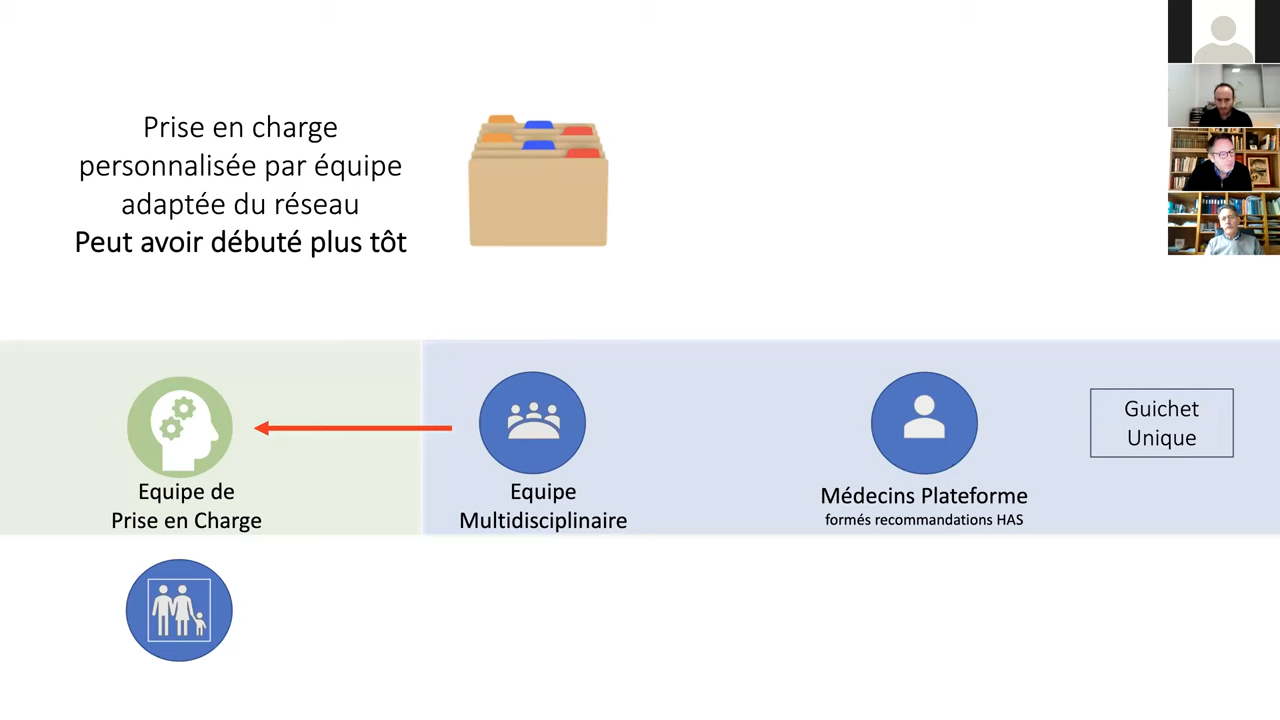 Prise en charge
personnalisée par équipe
adaptée du réseau
Peut avoir débuté plus tôt
Guichet
Unique
Equipe de
Prise en Charge
Equipe
Multidisciplinaire
Médecins Plateforme
formés recommandations HAS